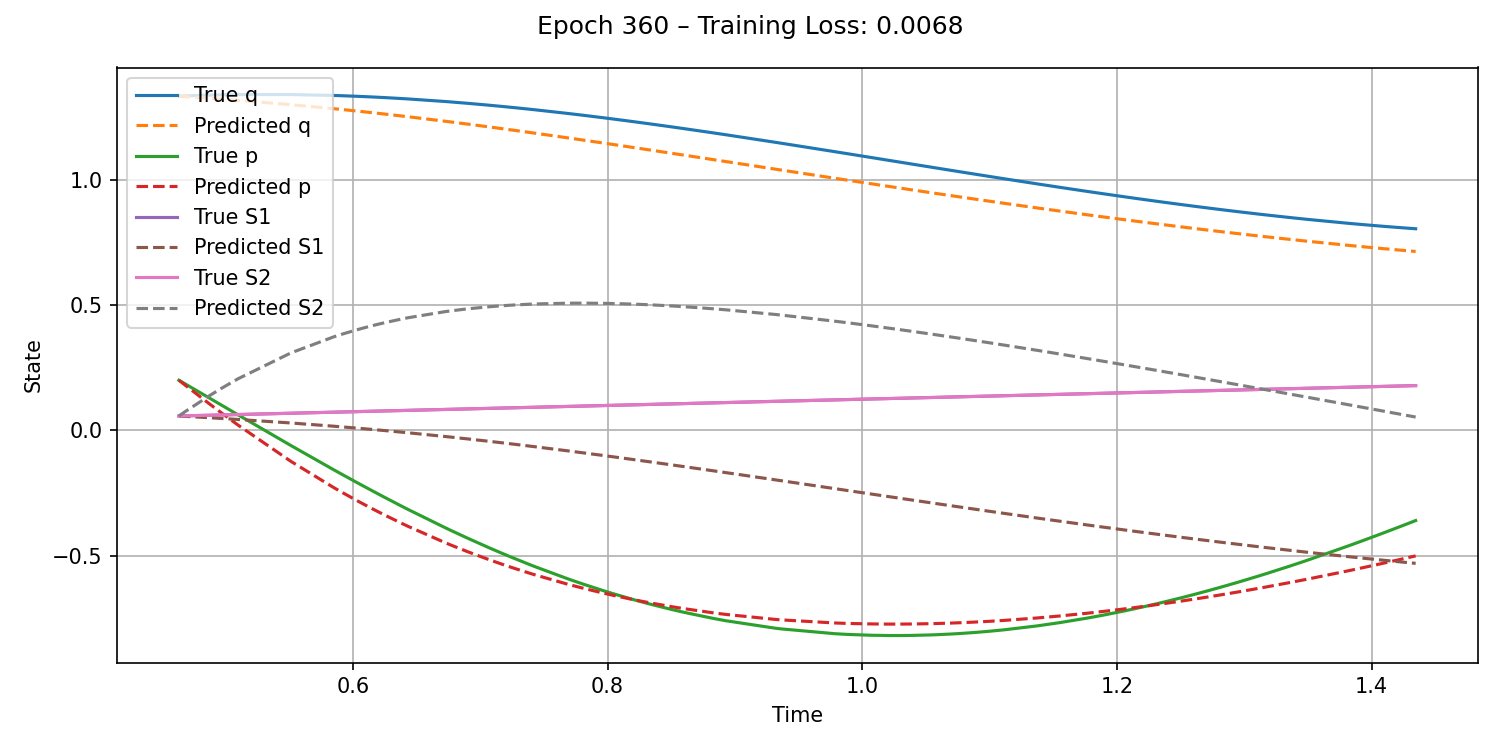 Epoch 360 – Training Loss: 0.0068
True q
Predicted q
True p
Predicted p
True S1
Predicted S1
True S2
Predicted S2
1.0
0.5
0.0
−0.5
State
0.6
0.8
1.0
1.2
1.4
Time